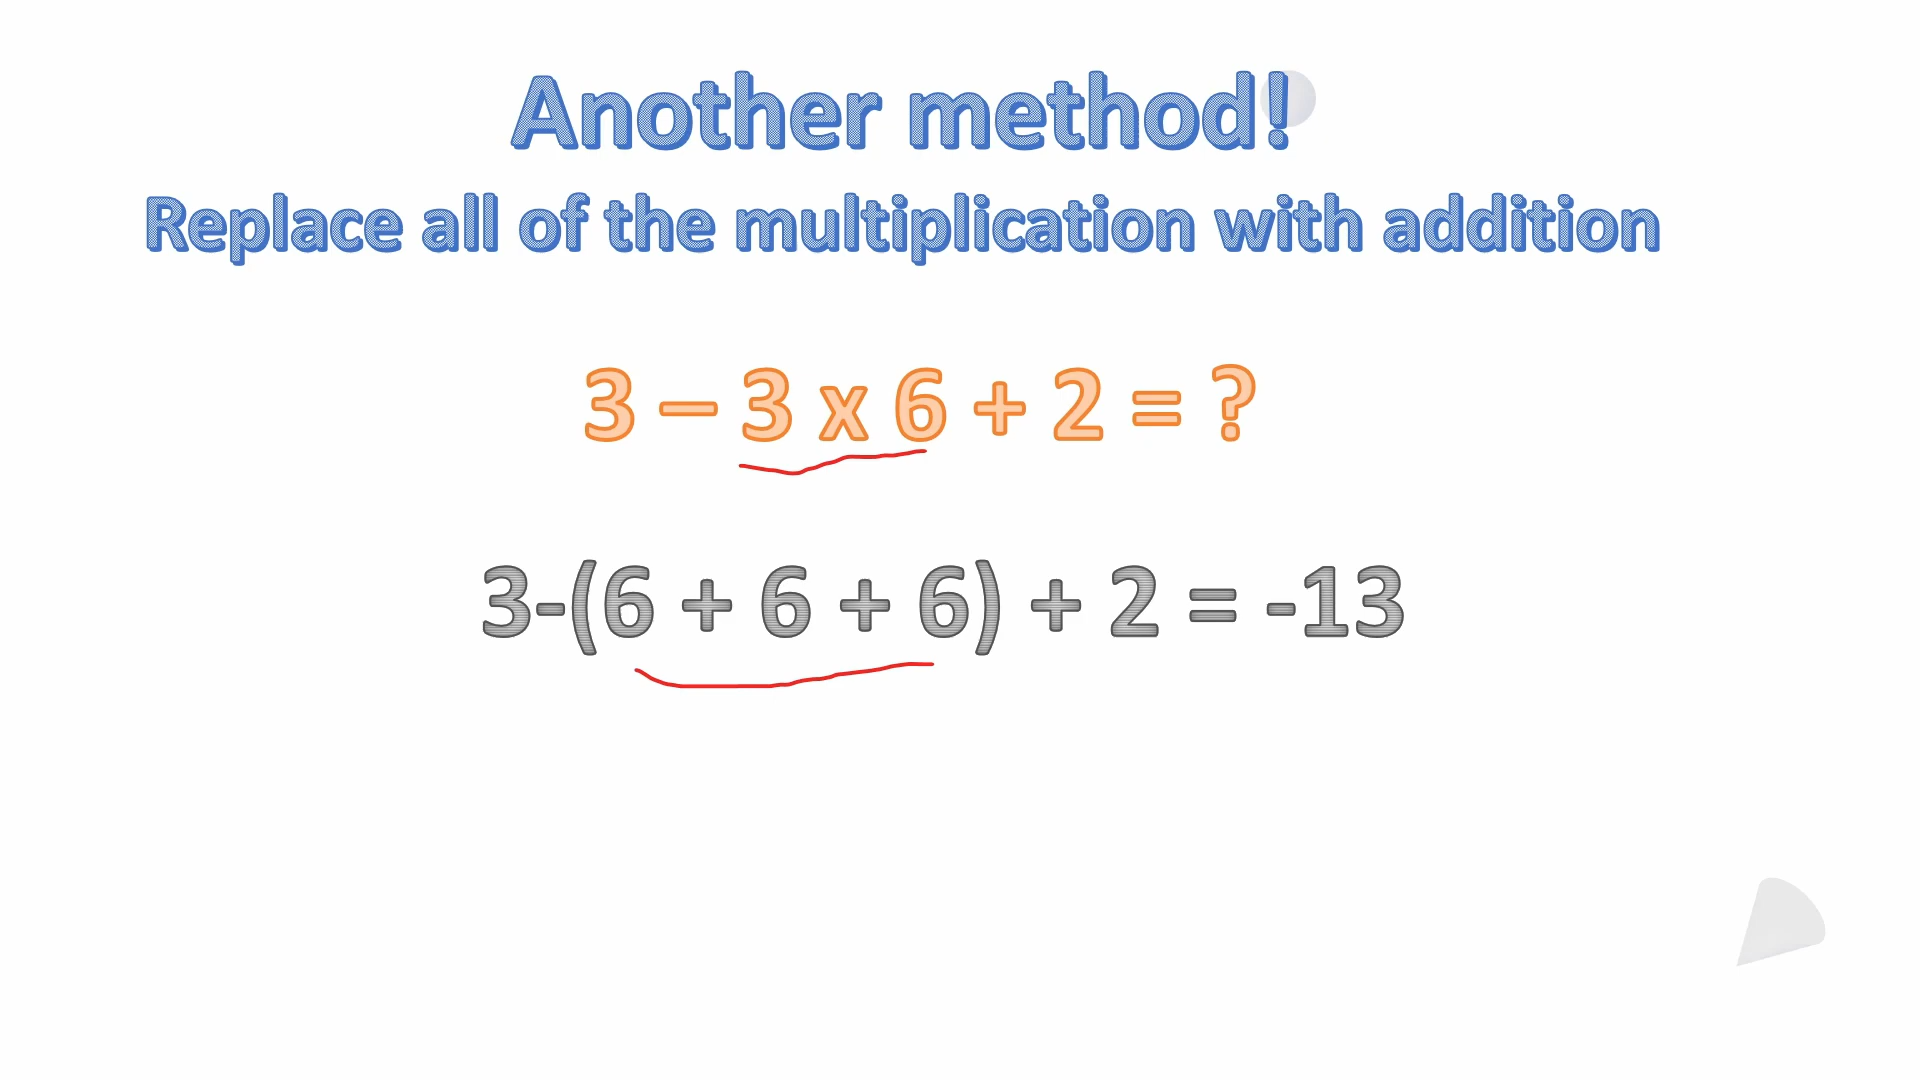 Another method!
Replace all of the multiplication with addition
3 – 3 x 6 + 2 = ?
3-(6 + 6 + 6) + 2 = -13